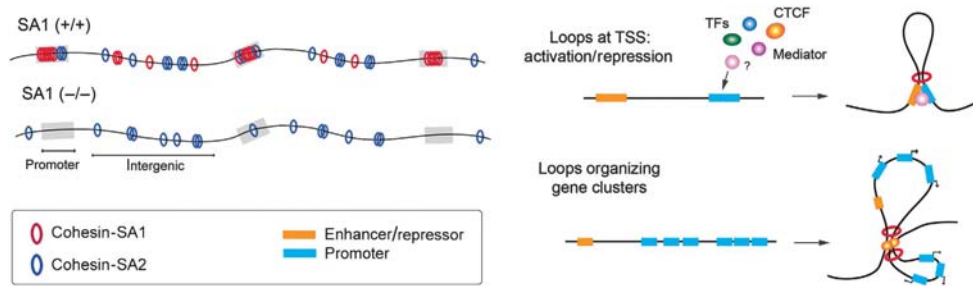 SA1 (+/+)
SA1 (–/–)
Promoter
Intergenic
Cohesin-SA1
Cohesin-SA2
Enhancer/repressor
Promoter
Loops at TSS:
activation/repression
TFs
CTCF
Mediator
?
Loops organizing
gene clusters